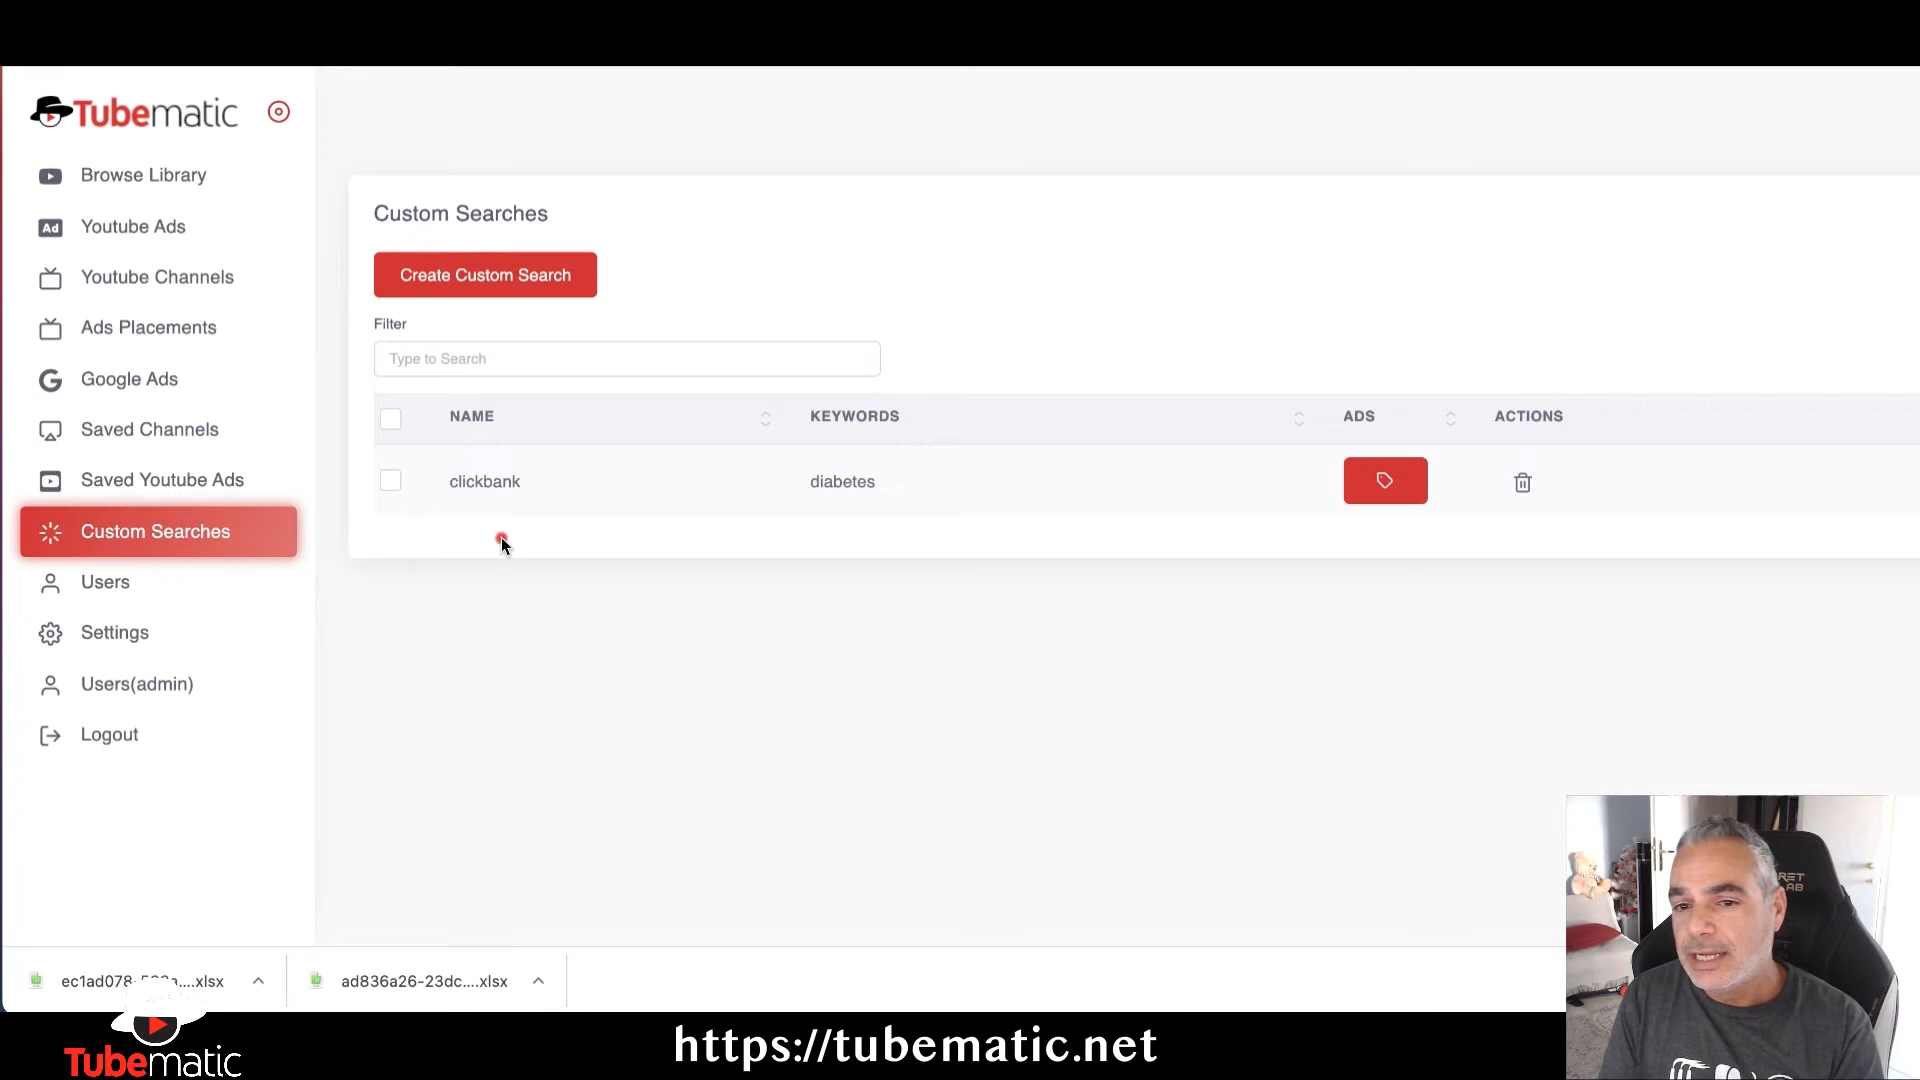 Tubematic
Browse Library
Ad Youtube Ads
Youtube Channels
Ads Placements
Google Ads
Saved Channels
Saved Youtube Ads
Custom Searches
Users
Settings
Users(admin)
Logout
Custom Searches
Create Custom Search
Filter
Type to Search
NAME KEYWORDS ADS ACTIONS
clickbank diabetes
ad836a26-23dc....xlsx
Tubematic
https://tubematic.net